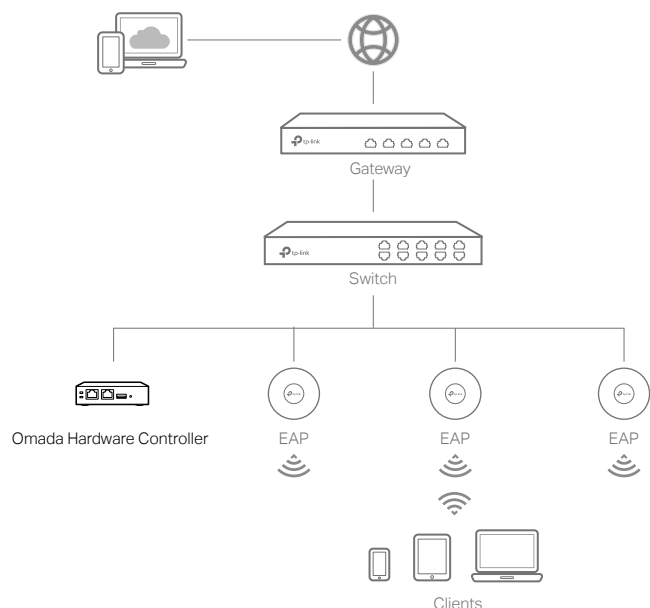 tp-link
Gateway
tp-link
Switch
Omada Hardware Controller
EAP
EAP
EAP
Clients